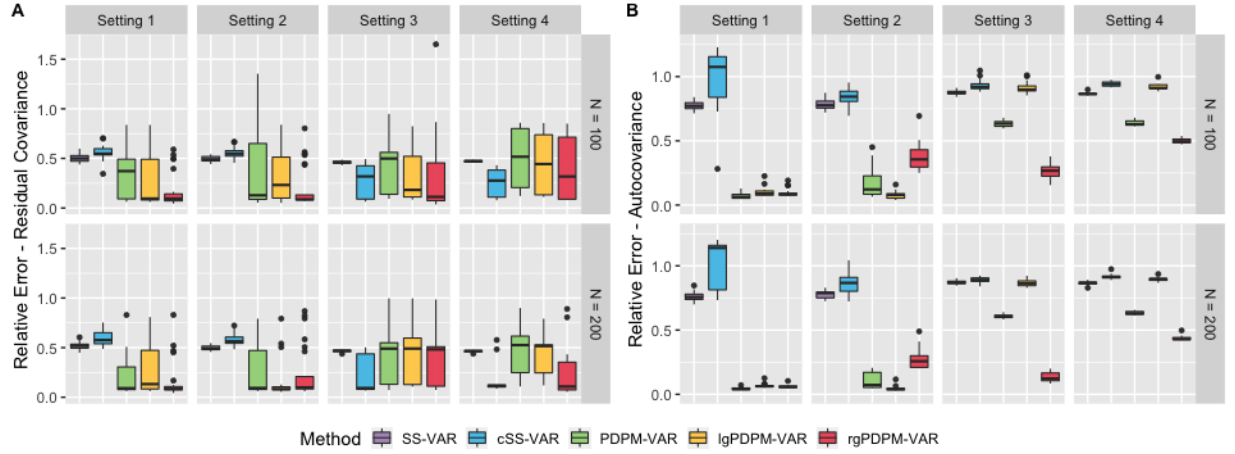 A
Setting 1 Setting 2 Setting 3 Setting 4
Relative Error - Residual Covariance
1.5
1.0
0.5
0.0
N = 100
1.5
1.0
0.5
0.0
N = 200
B
Setting 1 Setting 2 Setting 3 Setting 4
Relative Error - Autocovariance
1.0
0.5
0.0
N = 100
1.0
0.5
0.0
N = 200
Method SS-VAR cSS-VAR PDPM-VAR lgPDPM-VAR rgPDPM-VAR